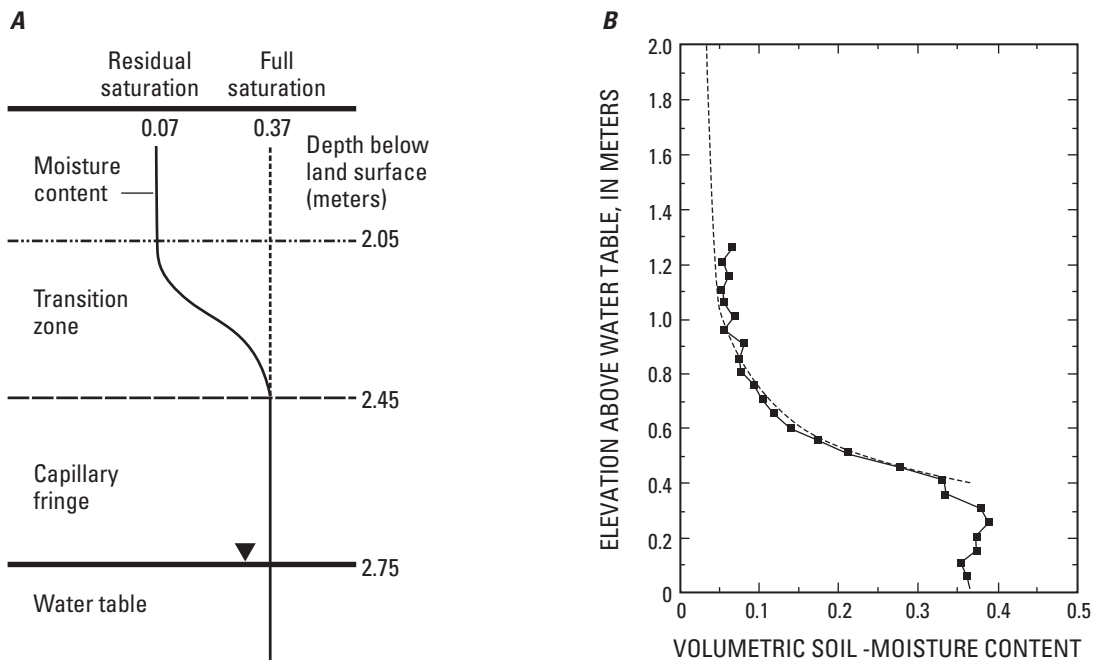 A
Residual
saturation
Full
saturation
0.07
0.37
Moisture
content
Depth below
land surface
(meters)
2.05
Transition
zone
2.45
Capillary
fringe
2.75
Water table
B
ELEVATION ABOVE WATER TABLE, IN METERS
2.0
1.8
1.6
1.4
1.2
1.0
0.8
0.6
0.4
0.2
0
0 0.1 0.2 0.3 0.4 0.5
VOLUMETRIC SOIL -MOISTURE CONTENT